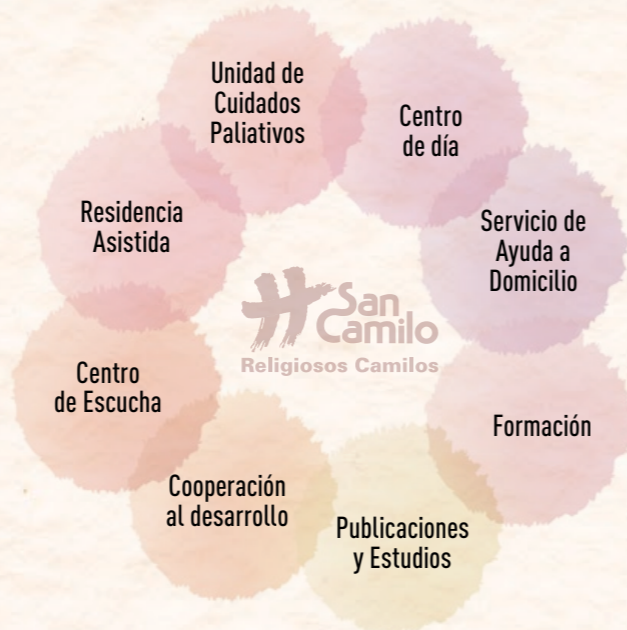 Unidad de
Cuidados
Paliativos
Centro
de día
Servicio de
Ayuda a
Domicilio
Formación
Publicaciones
y Estudios
Cooperación
al desarrollo
Centro
de Escucha
Residencia
Asistida
San
Camilo
Religiosos Camilos